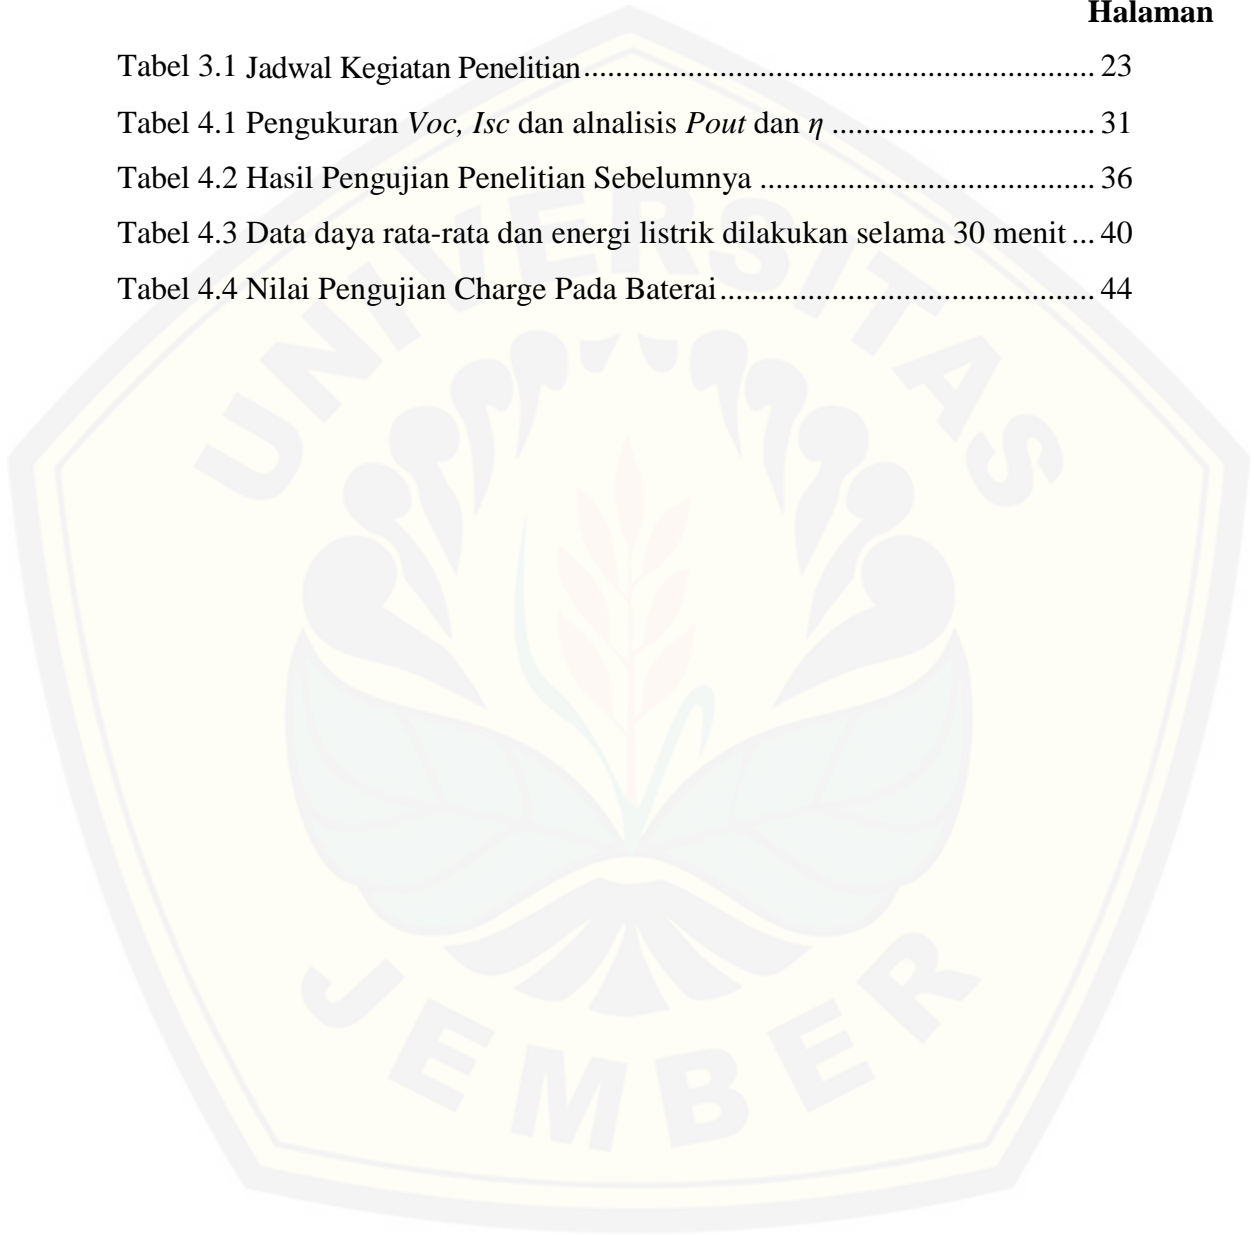 Halaman
Tabel 3.1 Jadwal Kegiatan Penelitian................................................................ 23
Tabel 4.1 Pengukuran Voc, Isc dan alnalisis Pout dan η ................................. 31
Tabel 4.2 Hasil Pengujian Penelitian Sebelumnya .......................................... 36
Tabel 4.3 Data daya rata-rata dan energi listrik dilakukan selama 30 menit ... 40
Tabel 4.4 Nilai Pengujian Charge Pada Baterai............................................... 44
UNIVERSITAS
JEMBER